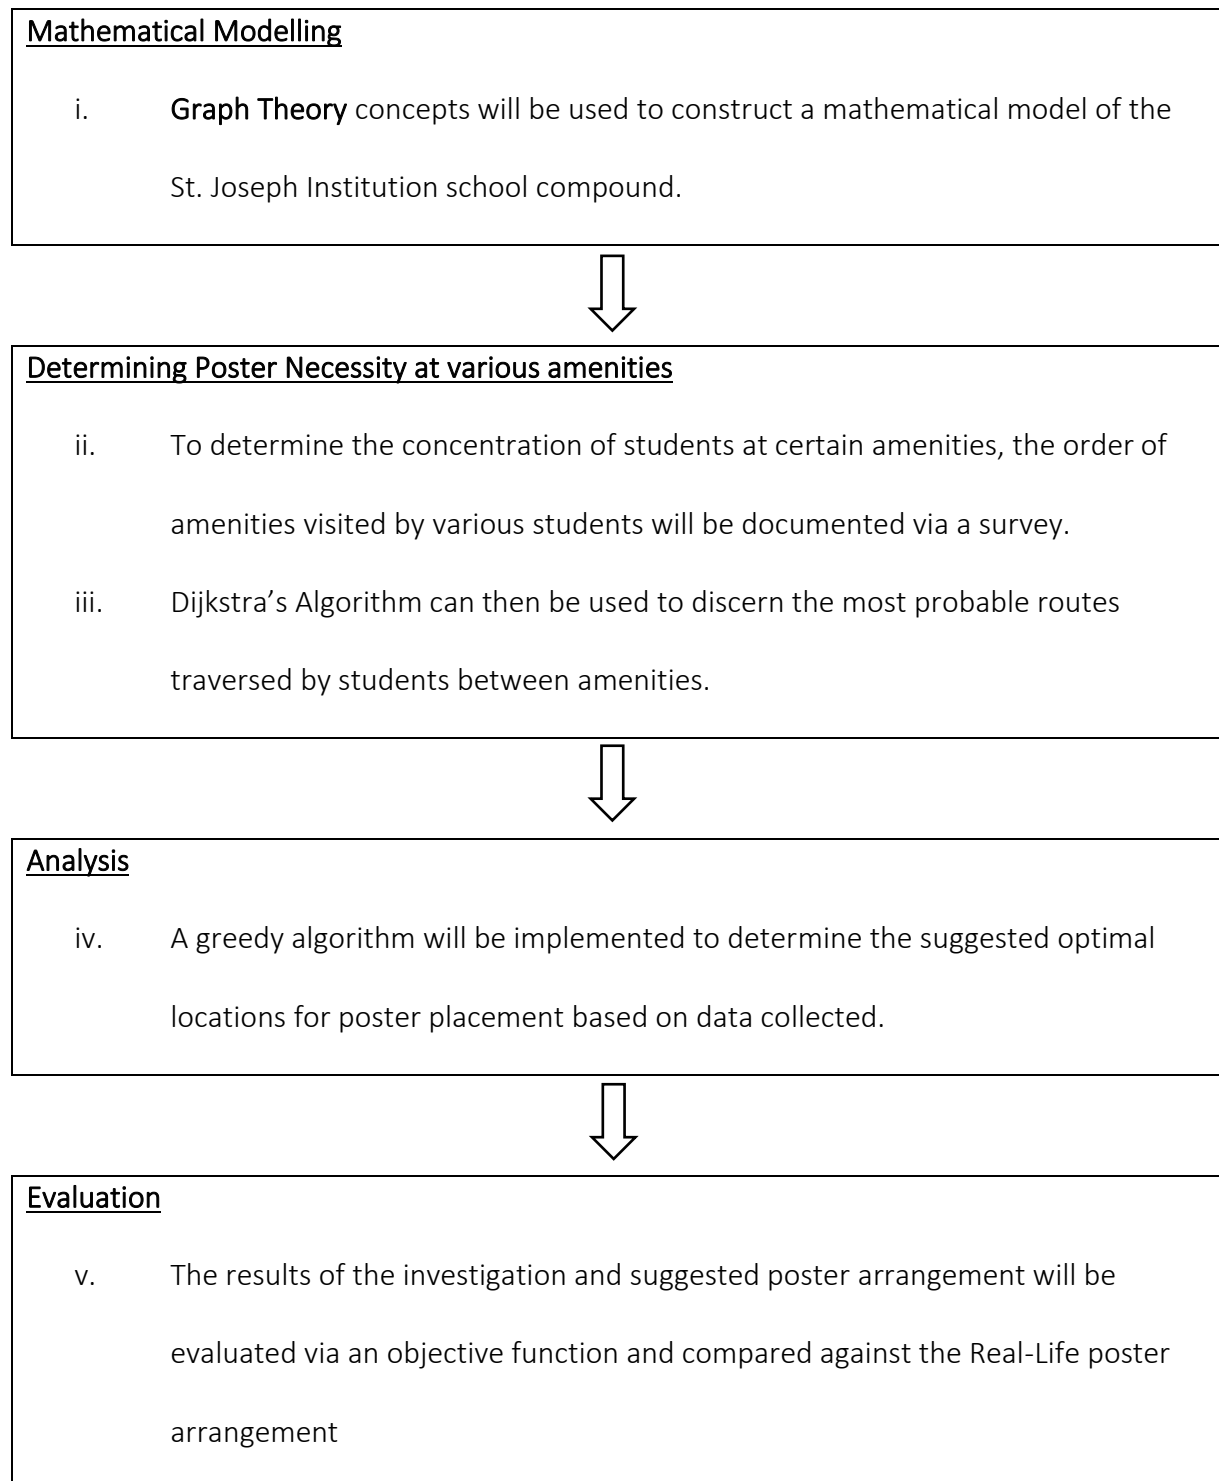 Mathematical Modelling
i. Graph Theory concepts will be used to construct a mathematical model of the
St. Joseph Institution school compound.
Determining Poster Necessity at various amenities
ii. To determine the concentration of students at certain amenities, the order of
amenities visited by various students will be documented via a survey.
iii. Dijkstra’s Algorithm can then be used to discern the most probable routes
traversed by students between amenities.
Analysis
iv. A greedy algorithm will be implemented to determine the suggested optimal
locations for poster placement based on data collected.
Evaluation
v. The results of the investigation and suggested poster arrangement will be
evaluated via an objective function and compared against the Real-Life poster
arrangement